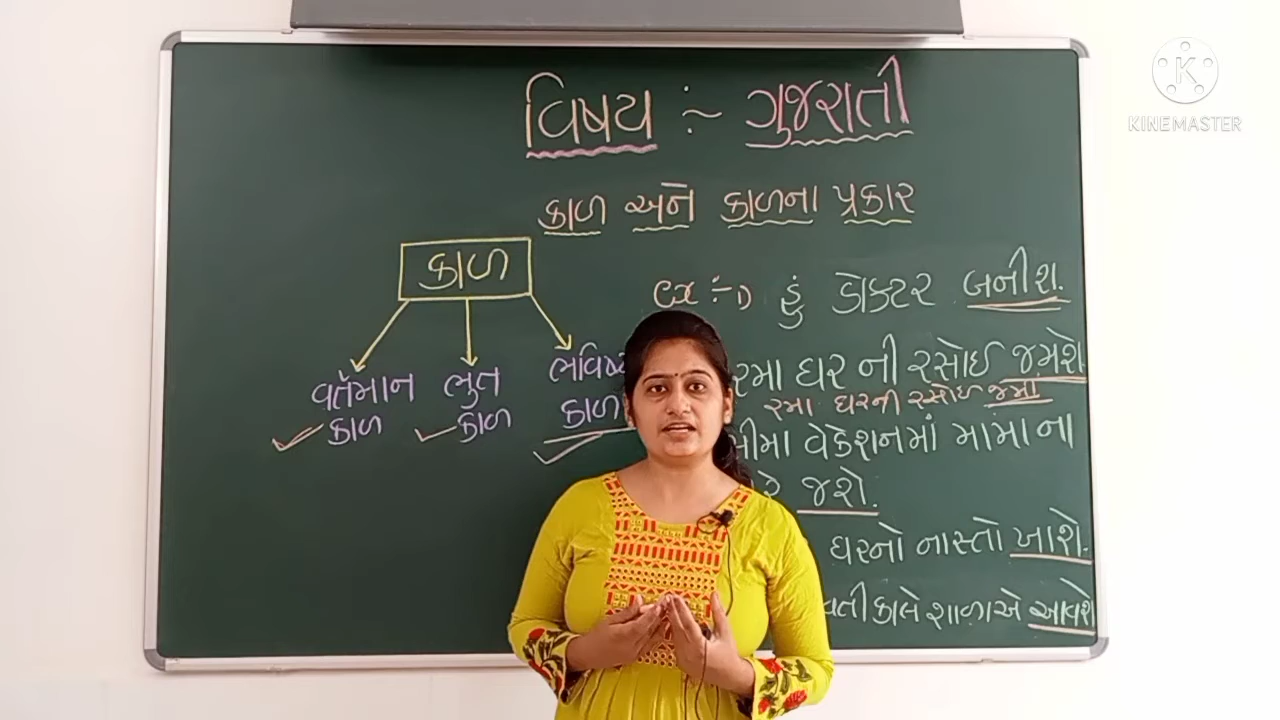 વિષય :- ગુજરાતી
કાળ અને કાળના પ્રકાર
કાળ
વર્તમાન કાળ
ભુત કાળ
કાળ
ex :- 1) હું ડોક્ટર બનીશ.
રમા ઘર ની રસોઈ જમશે
રમા ઘરની રસોઈ જમી
વેકેશનમાં મામા ના
જશે.
ઘરનો નાસ્તો ખાશે.
કાલે શાળાએ આવશે
K
KINEMASTER